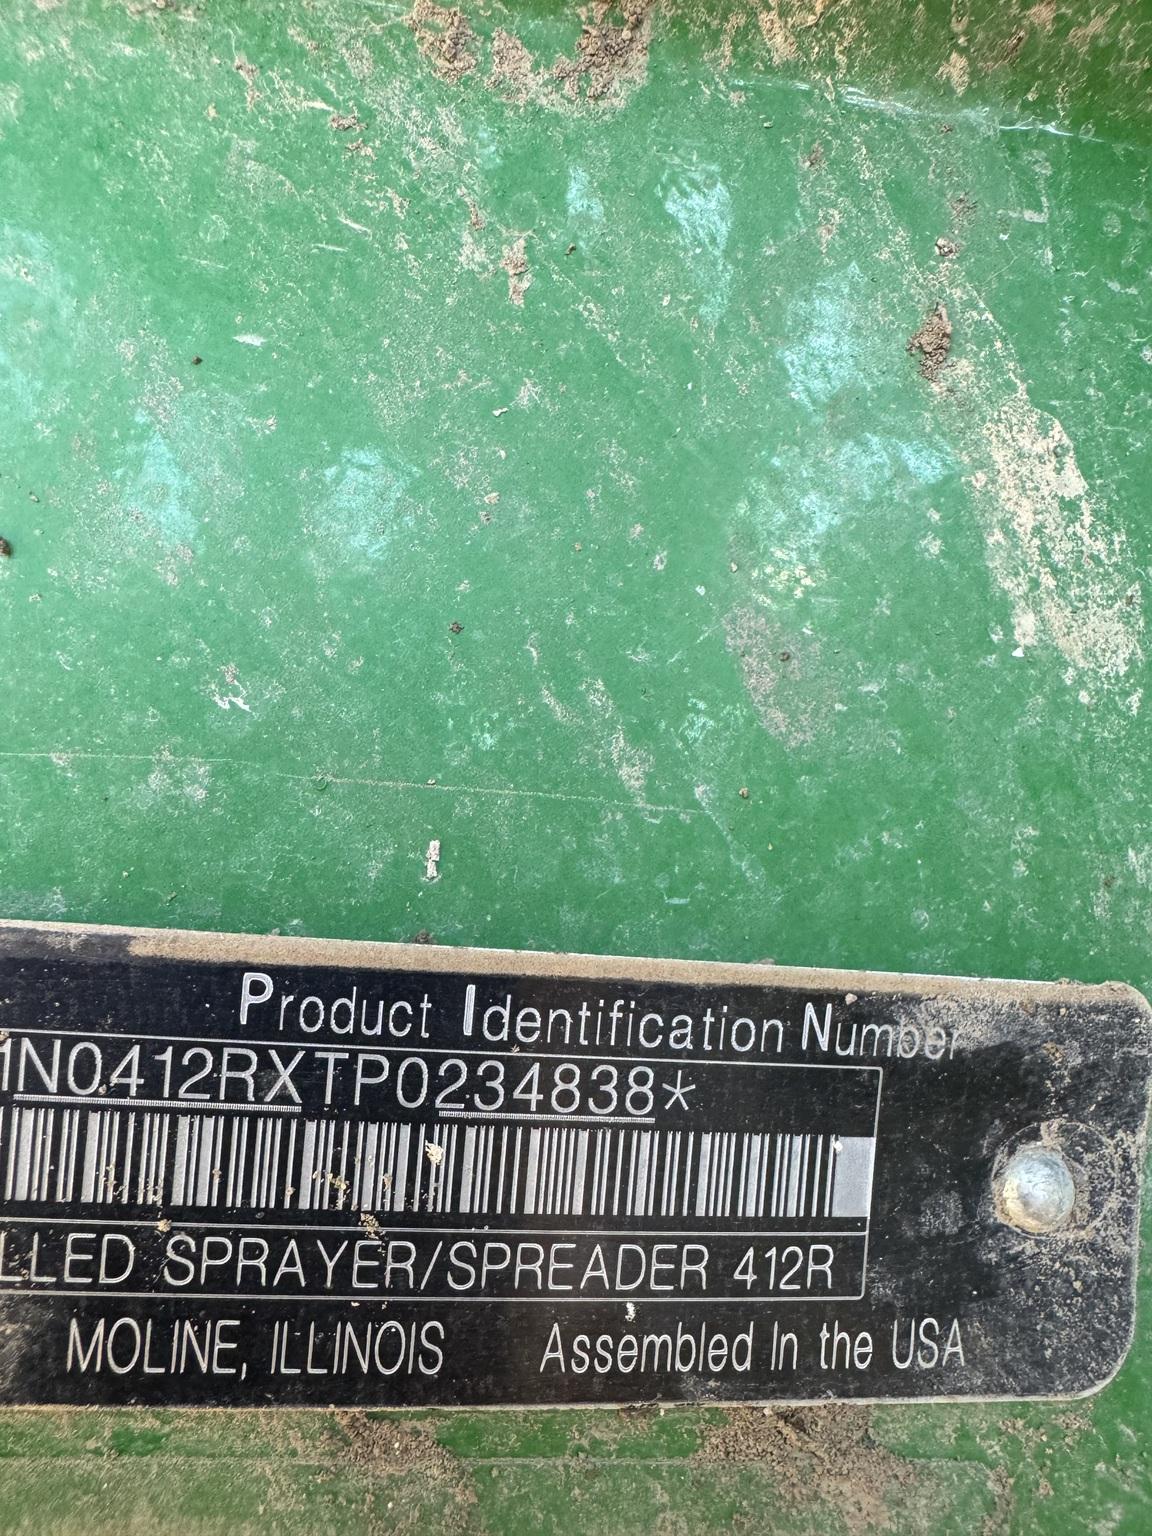 Product Identification Number
1N0412RXTP0234838*
LLED SPRAYER/SPREADER 412R
MOLINE, ILLINOIS Assembled In the USA